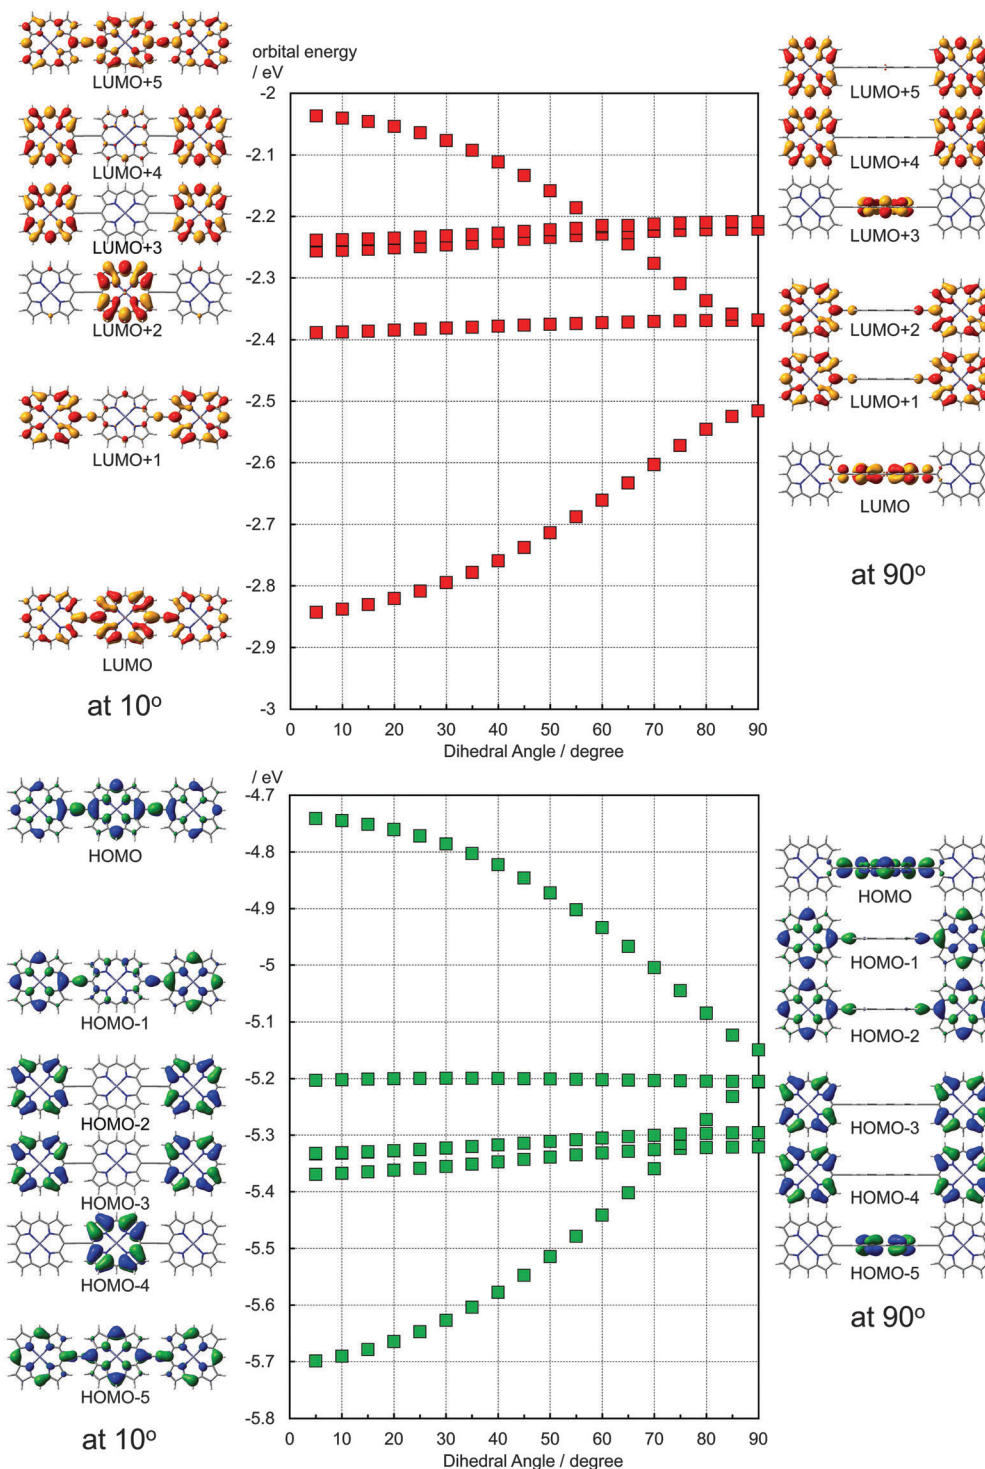 LUMO+5
LUMO+4
LUMO+3
LUMO+2
LUMO+1
LUMO
at 10°
orbital energy
/ eV
-2
-2.1
-2.2
-2.3
-2.4
-2.5
-2.6
-2.7
-2.8
-2.9
-3
0 10 20 30 40 50 60 70 80 90
Dihedral Angle / degree
LUMO+5
LUMO+4
LUMO+3
LUMO+2
LUMO+1
LUMO
at 90°
HOMO
HOMO-1
HOMO-2
HOMO-3
HOMO-4
HOMO-5
at 10°
/ eV
-4.7
-4.8
-4.9
-5
-5.1
-5.2
-5.3
-5.4
-5.5
-5.6
-5.7
-5.8
0 10 20 30 40 50 60 70 80 90
Dihedral Angle / degree
HOMO
HOMO-1
HOMO-2
HOMO-3
HOMO-4
HOMO-5
at 90°